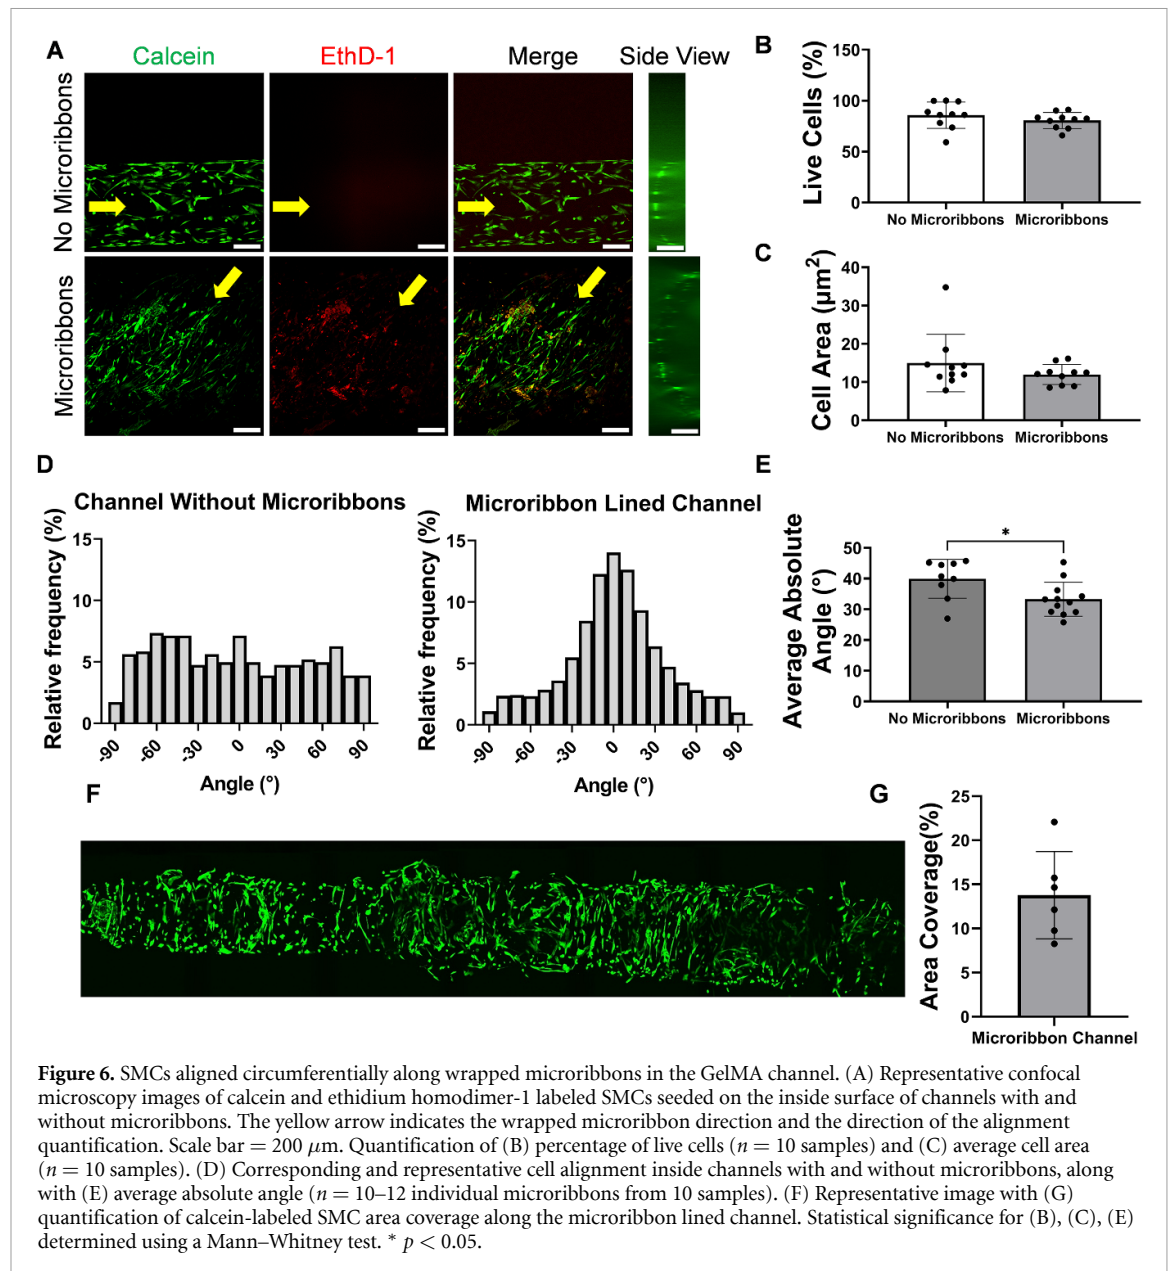 A
Calcein
EthD-1
Merge
Side View
No Microribbons
Microribbons
B
Live Cells (%)
150
100
50
0
No Microribbons
Microribbons
C
Cell Area (µm²)
40
30
20
10
0
No Microribbons
Microribbons
D
Channel Without Microribbons
Relative frequency (%)
15
10
5
0
-90
-60
-30
0
30
60
90
Angle (°)
Microribbon Lined Channel
Relative frequency (%)
15
10
5
0
-90
-60
-30
0
30
60
90
Angle (°)
E
Average Absolute
Angle (°)
50
40
30
20
10
0
*
No Microribbons
Microribbons
F
G
Area Coverage(%)
25
20
15
10
5
0
Microribbon Channel
Figure 6. SMCs aligned circumferentially along wrapped microribbons in the GelMA channel. (A) Representative confocal
microscopy images of calcein and ethidium homodimer-1 labeled SMCs seeded on the inside surface of channels with and
without microribbons. The yellow arrow indicates the wrapped microribbon direction and the direction of the alignment
quantification. Scale bar = 200 µm. Quantification of (B) percentage of live cells (n = 10 samples) and (C) average cell area
(n = 10 samples). (D) Corresponding and representative cell alignment inside channels with and without microribbons, along
with (E) average absolute angle (n = 10–12 individual microribbons from 10 samples). (F) Representative image with (G)
quantification of calcein-labeled SMC area coverage along the microribbon lined channel. Statistical significance for (B), (C), (E)
determined using a Mann–Whitney test. * p < 0.05.